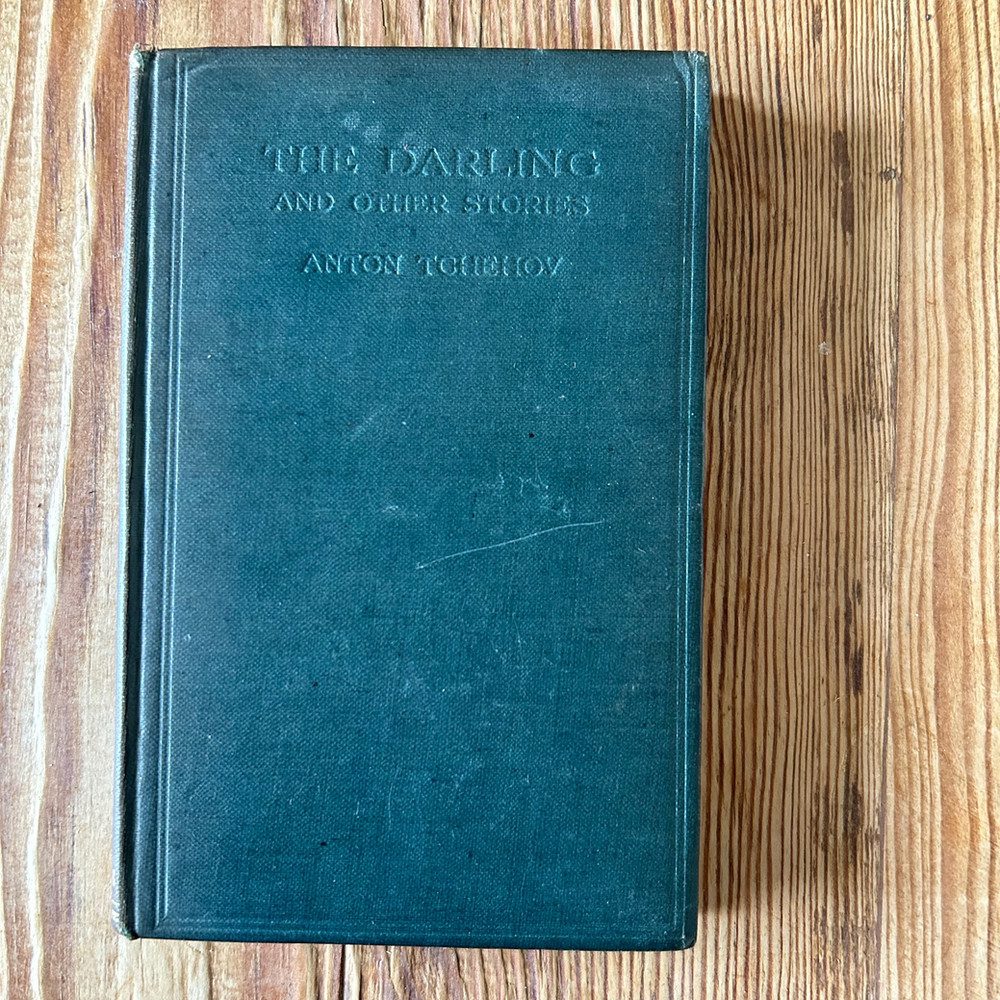 THE DARLING
AND OTHER STORIES
ANTON TCHEHOV